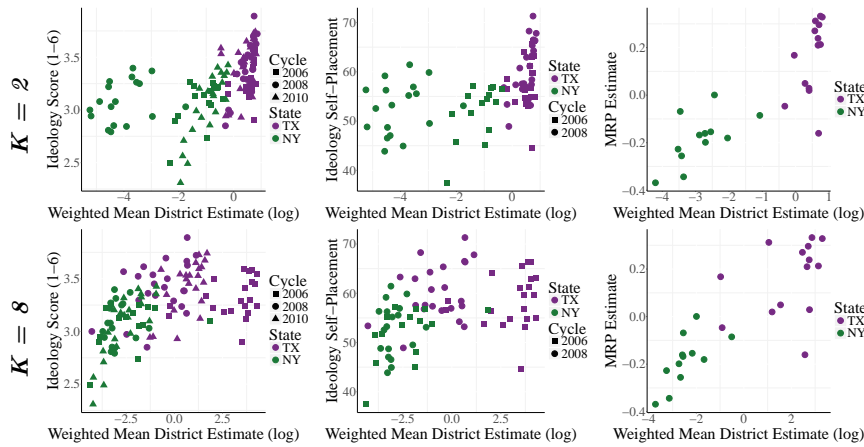 K = 2
Ideology Score (1−6)
3.5
3.0
2.5
−4
−2
0
Weighted Mean District Estimate (log)
Cycle
2006
2008
2010
State
TX
NY
Ideology Self−Placement
70
60
50
40
−4
−2
0
Weighted Mean District Estimate (log)
State
TX
NY
Cycle
2006
2008
MRP Estimate
0.2
0.0
−0.2
−0.4
−4
−3
−2
−1
0
1
Weighted Mean District Estimate (log)
State
TX
NY
K = 8
Ideology Score (1−6)
3.5
3.0
2.5
−2.5
0.0
2.5
Weighted Mean District Estimate (log)
Cycle
2006
2008
2010
State
TX
NY
Ideology Self−Placement
70
60
50
40
−2.5
0.0
2.5
Weighted Mean District Estimate (log)
State
TX
NY
Cycle
2006
2008
MRP Estimate
0.2
0.0
−0.2
−0.4
−4
−2
0
2
Weighted Mean District Estimate (log)
State
TX
NY